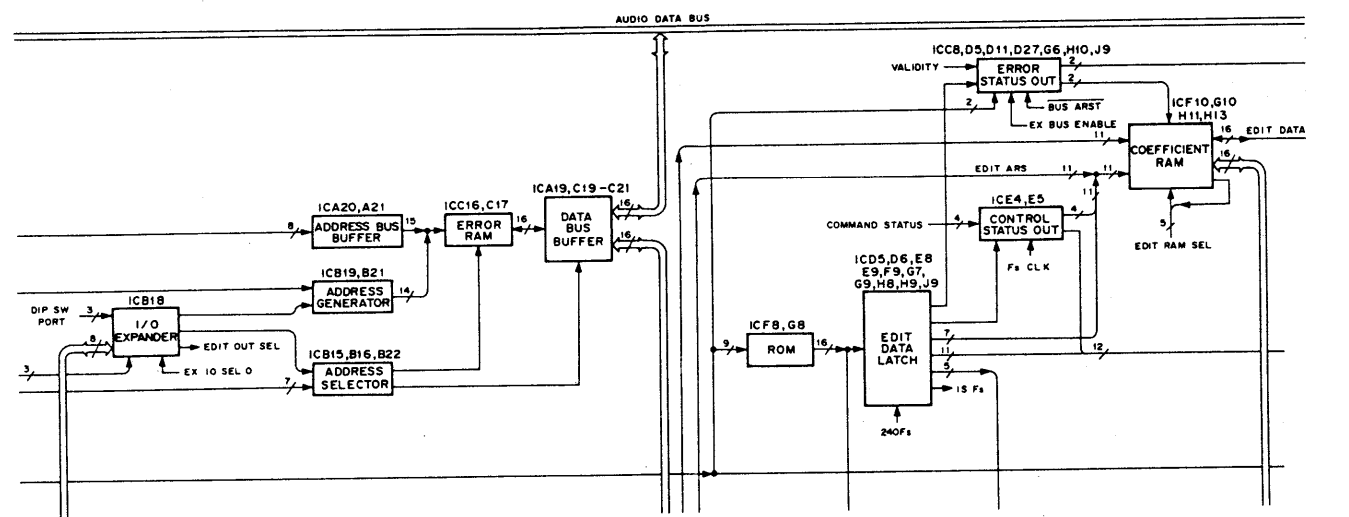 AUDIO DATA BUS
ICC8,D5,D11,D27,G6,H10,J9
VALIDITY
ERROR
STATUS OUT
2
2
2
BUS ARST
EX BUS ENABLE
ICF10,G10
H11,H13
COEFFICIENT
RAM
16
EDIT DATA
16
11
EDIT ARS
11
11
11
5
EDIT RAM SEL
ICE4,E5
COMMAND STATUS
4
CONTROL
STATUS OUT
4
Fs CLK
ICA20,A21
8
ADDRESS BUS
BUFFER
15
ICC16,C17
ERROR
RAM
16
ICA19,C19-C21
DATA
BUS
BUFFER
16
16
ICB19,B21
ADDRESS
GENERATOR
14
ICB18
DIP SW
PORT
3
I/O
EXPANDER
8
EDIT OUT SEL
3
EX IO SEL 0
ICB15,B16,B22
7
ADDRESS
SELECTOR
ICD5,D6,E8
E9,F9,G7,
G9,H8,H9,J9
EDIT
DATA
LATCH
ICF8,G8
9
ROM
16
7
11
12
5
IS Fs
240Fs